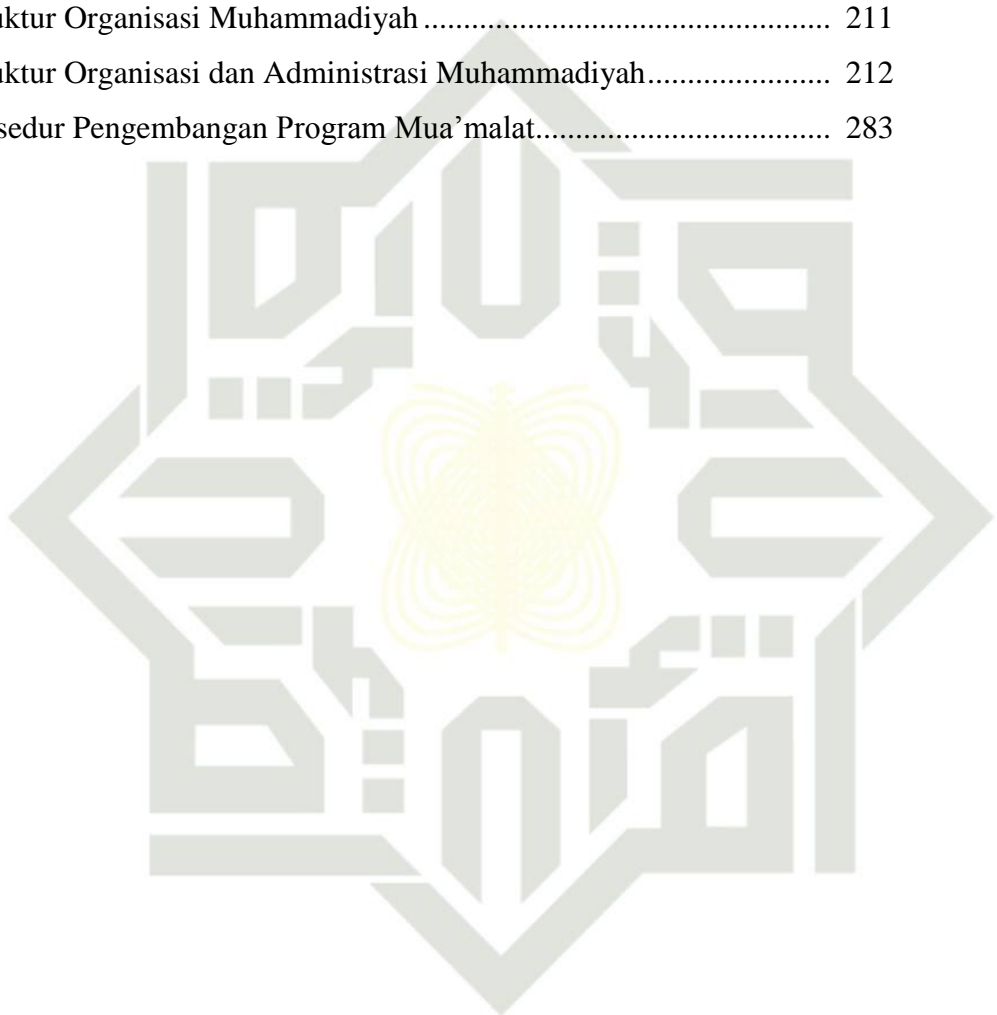 uktur Organisasi Muhammadiyah ........................................................ 211
uktur Organisasi dan Administrasi Muhammadiyah....................... 212
sedur Pengembangan Program Mua’malat.................................. 283